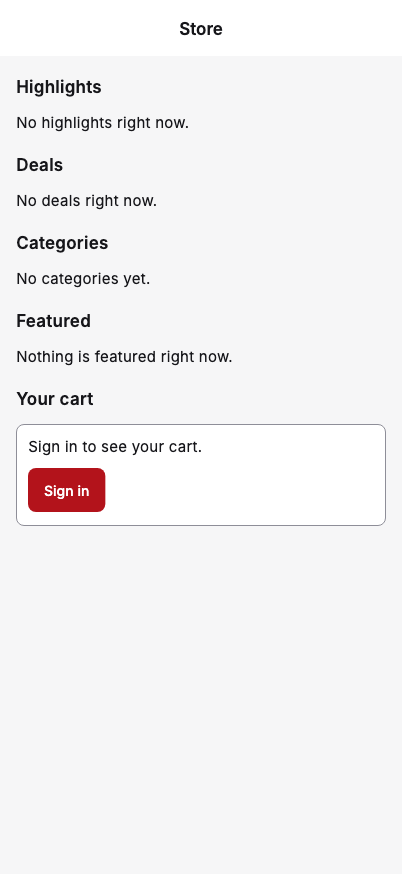 Store
Highlights
No highlights right now.
Deals
No deals right now.
Categories
No categories yet.
Featured
Nothing is featured right now.
Your cart
Sign in to see your cart.
Sign in